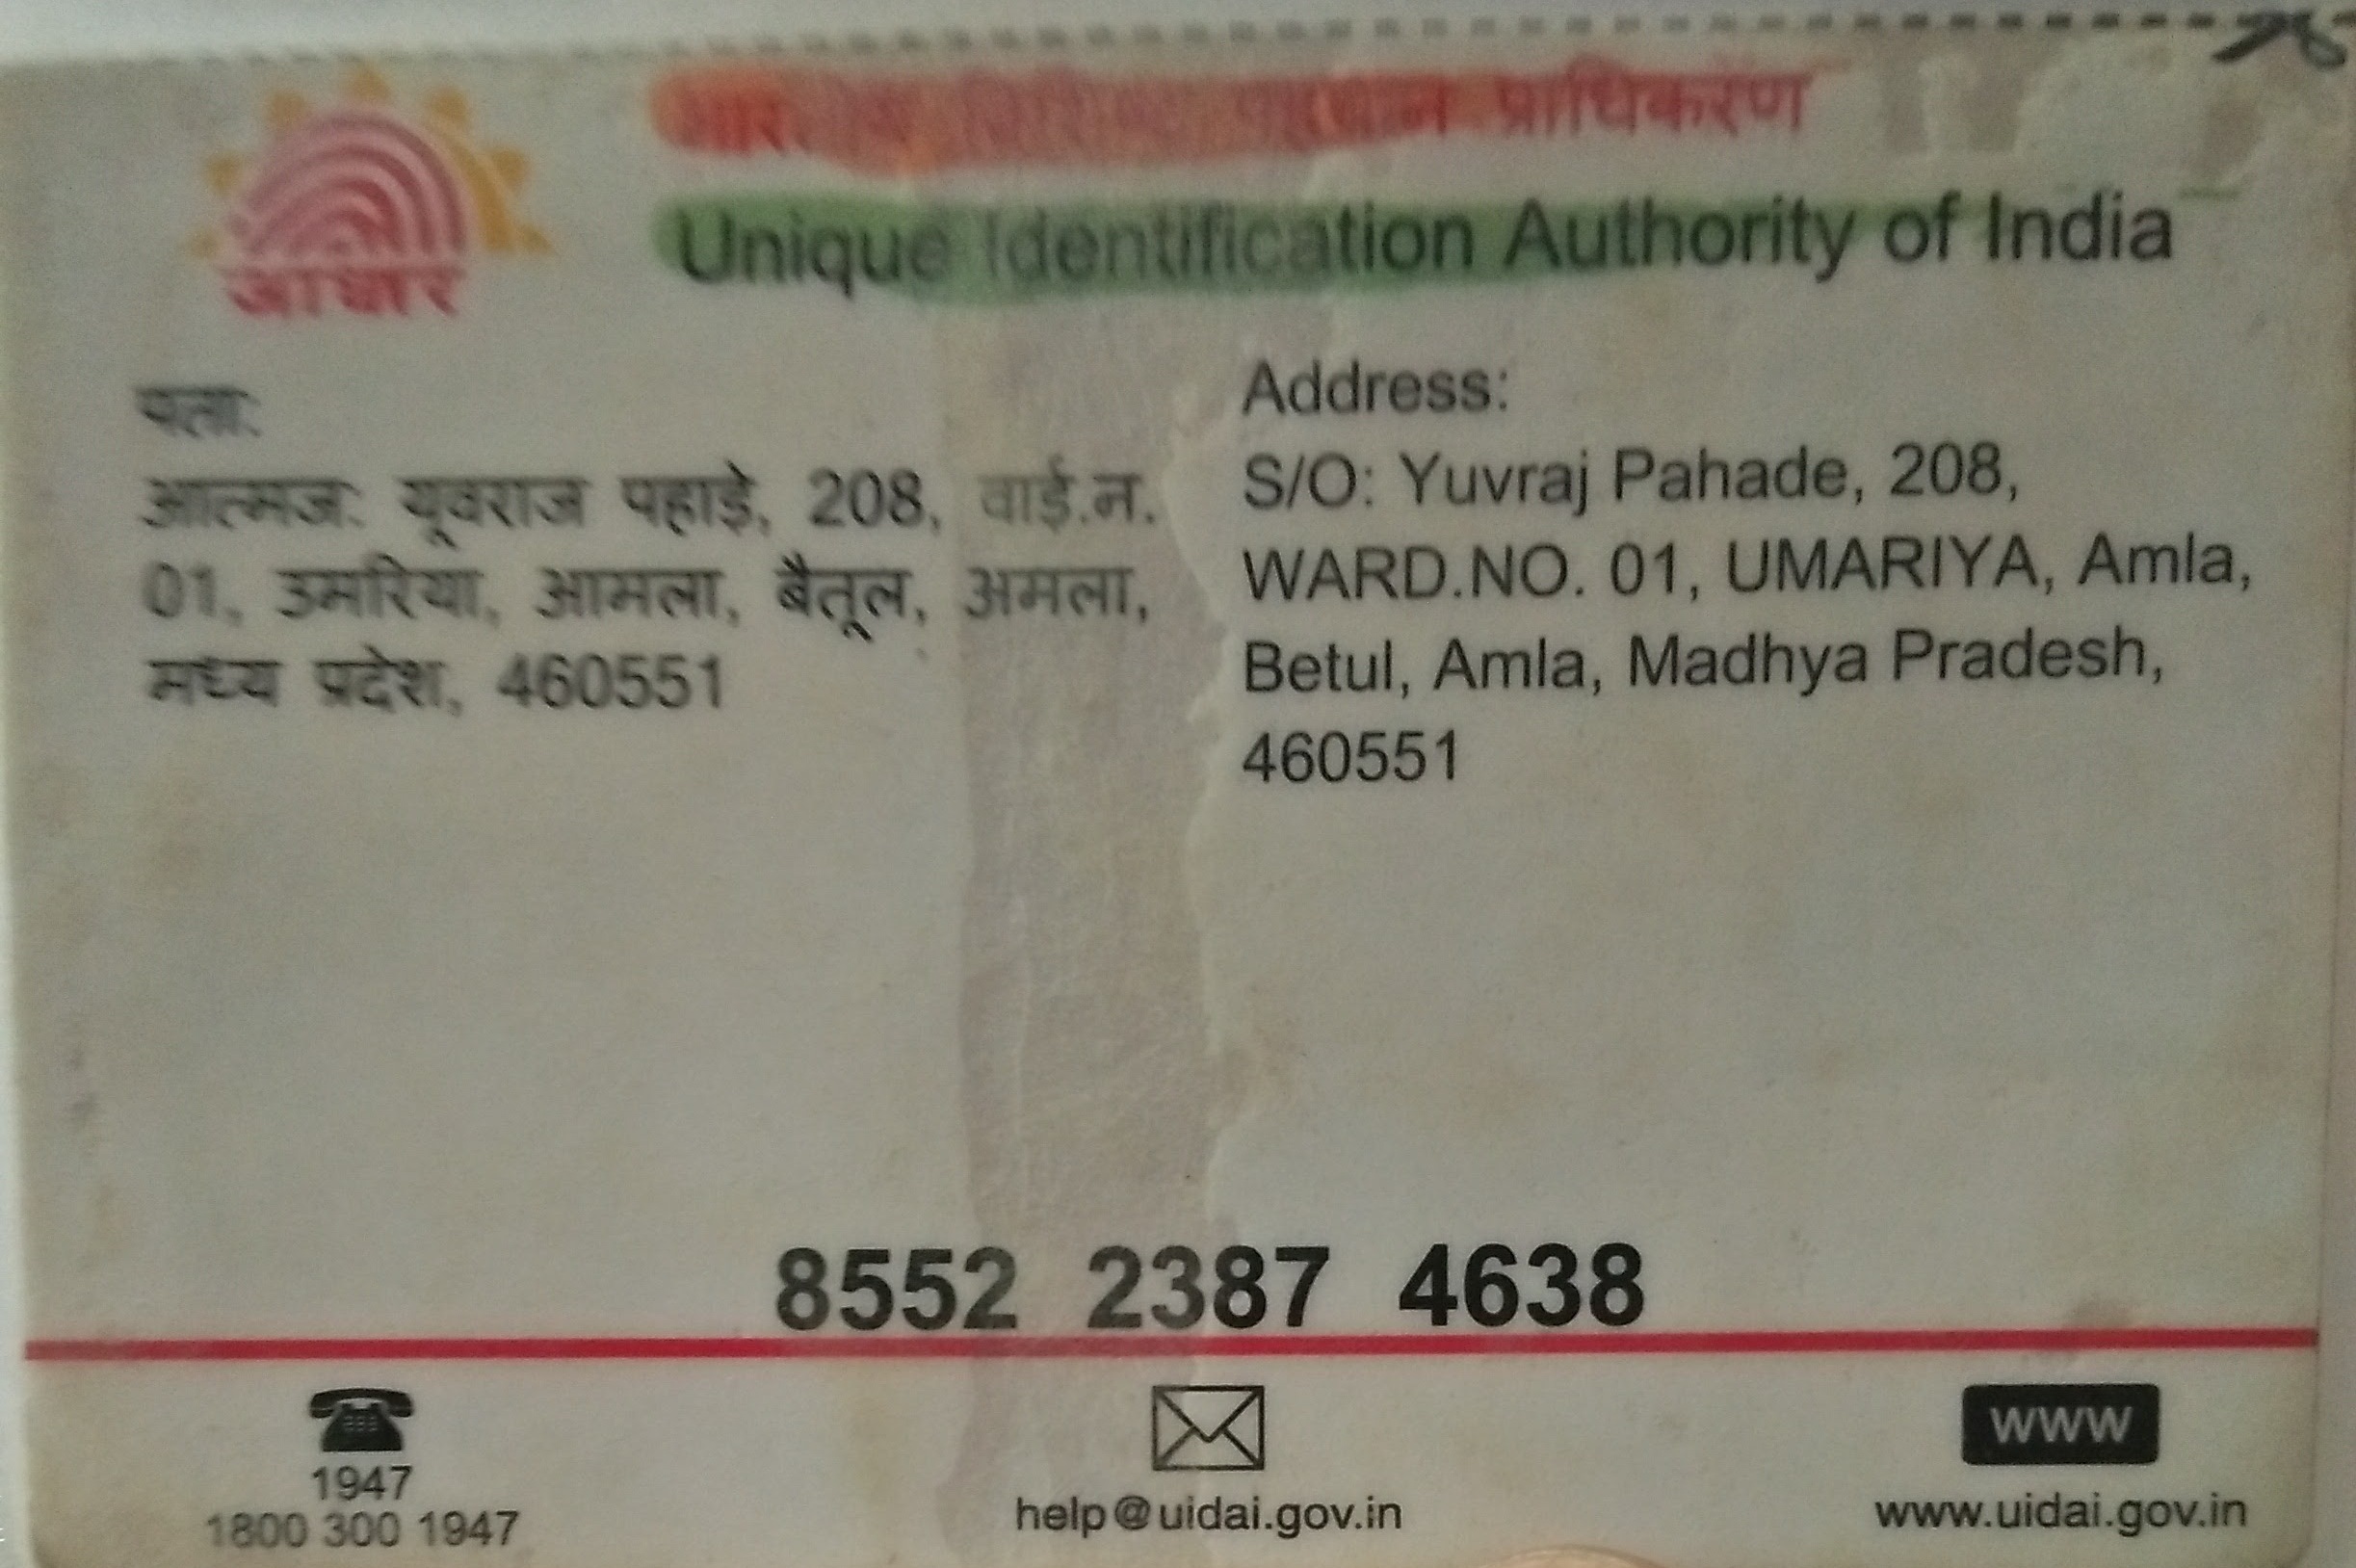 आधार
भारतीय विशिष्ट पहचान प्राधिकरण
Unique Identification Authority of India
पता:
आत्मज: यूवराज पहाड़े, 208, वाई.न.
01, उमरिया, आमला, बैतूल, अमला,
मध्य प्रदेश, 460551
Address:
S/O: Yuvraj Pahade, 208,
WARD.NO. 01, UMARIYA, Amla,
Betul, Amla, Madhya Pradesh,
460551
8552 2387 4638
1947
1800 300 1947
help@uidai.gov.in
WWW
www.uidai.gov.in